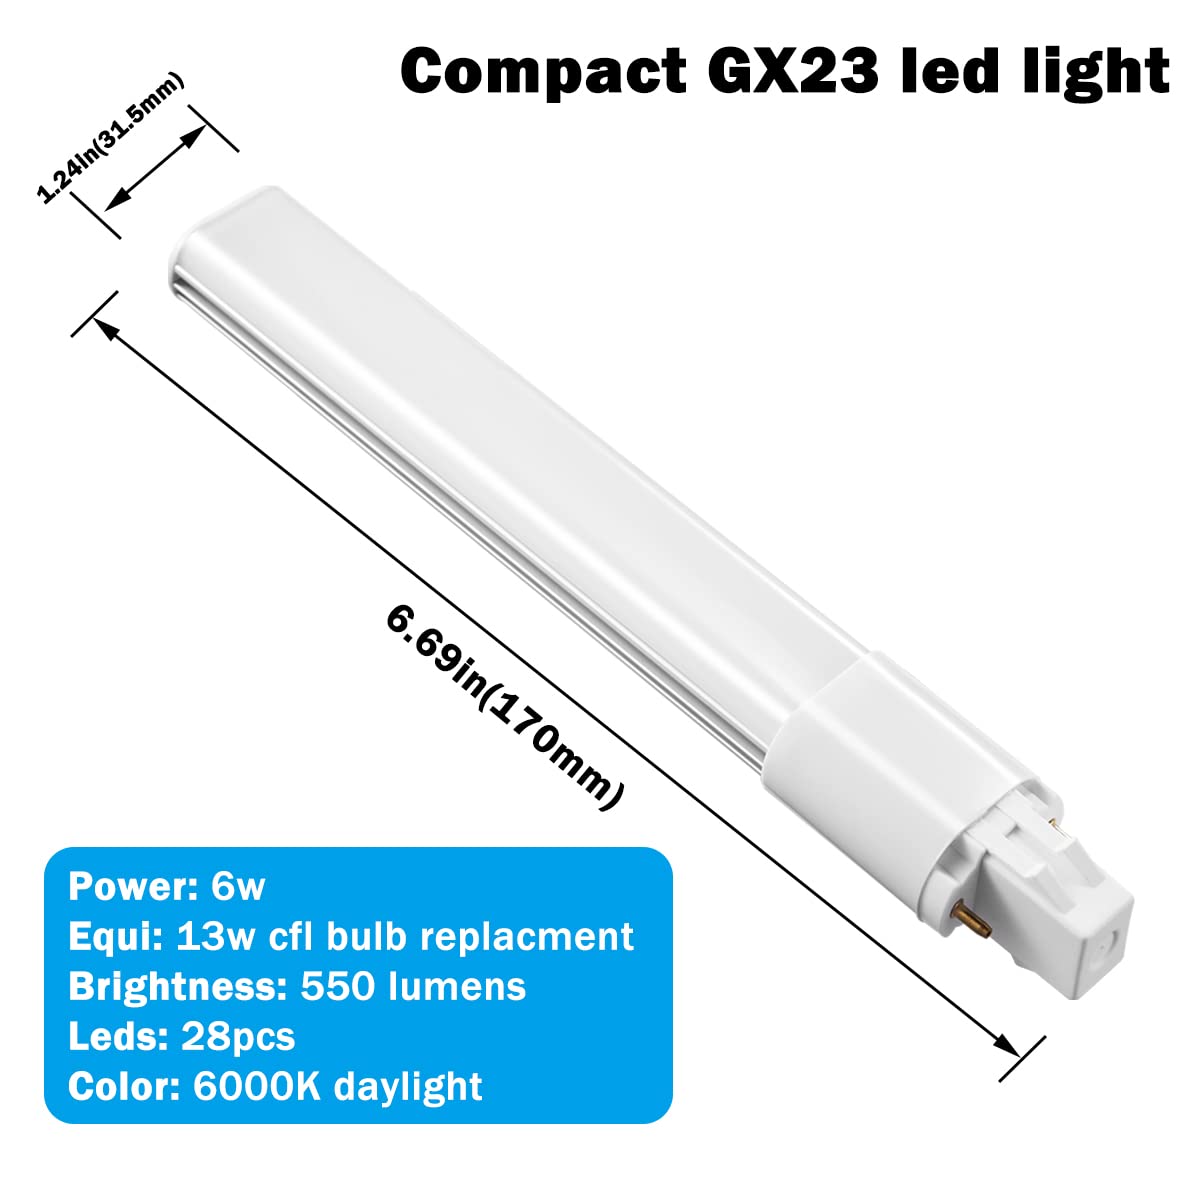 Compact GX23 led light
1.24in(31.5mm)
6.69in(170mm)
Power: 6w
Equi: 13w cfl bulb replacment
Brightness: 550 lumens
Leds: 28pcs
Color: 6000K daylight